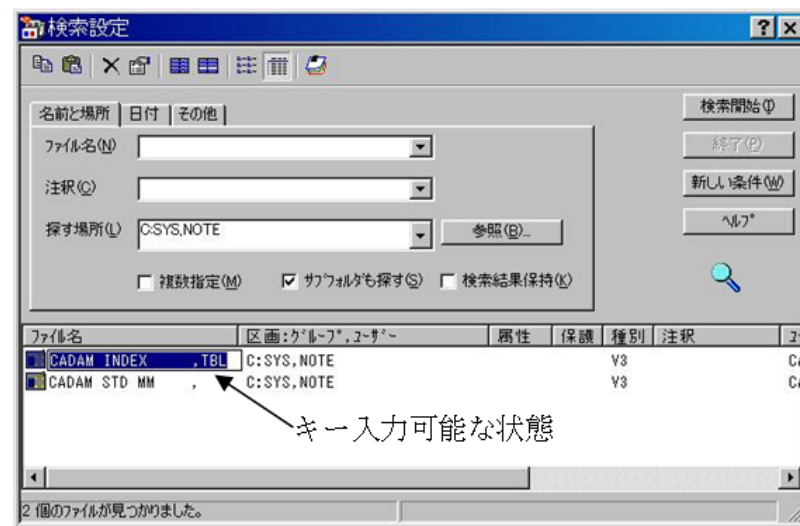 検索設定
名前と場所 日付 その他
ファイル名(N)
注釈(C)
探す場所(L) C:SYS,NOTE 参照(B)...
複数指定(M) サブフォルダも探す(S) 検索結果保持(K)
検索開始(I)
終了(P)
新しい条件(W)
ヘルプ
ファイル名 区画:グループ,ユーザー 属性 保護 種別 注釈 ユ
CADAM INDEX ,TBL C:SYS,NOTE V3 Ca
CADAM STD MM , C:SYS,NOTE V3 Ca
キー入力可能な状態
2 個のファイルが見つかりました。